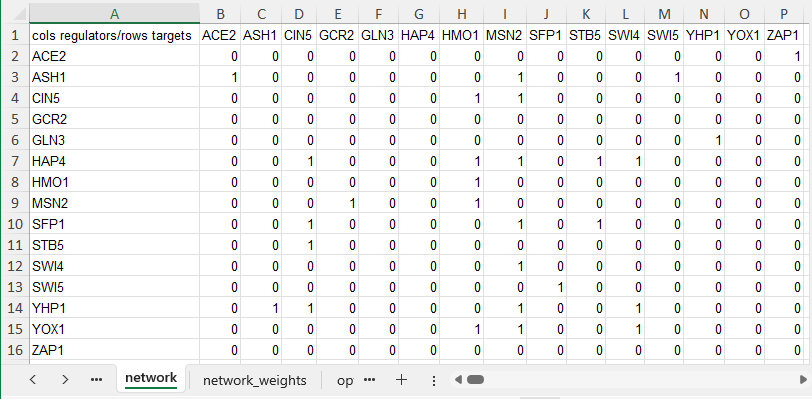 A B C D E F G H I J K L M N O P
1 cols regulators/rows targets ACE2 ASH1 CIN5 GCR2 GLN3 HAP4 HMO1 MSN2 SFP1 STB5 SWI4 SWI5 YHP1 YOX1 ZAP1
2 ACE2 0 0 0 0 0 0 0 0 0 0 0 0 0 0 1
3 ASH1 1 0 0 0 0 0 0 1 0 0 0 1 0 0 0
4 CIN5 0 0 0 0 0 0 1 1 0 0 0 0 0 0 0
5 GCR2 0 0 0 0 0 0 0 0 0 0 0 0 0 0 0
6 GLN3 0 0 0 0 0 0 0 0 0 0 0 0 1 0 0
7 HAP4 0 0 1 0 0 0 1 1 0 1 1 0 0 0 0
8 HMO1 0 0 0 0 0 0 1 0 0 0 0 0 0 0 0
9 MSN2 0 0 0 1 0 0 1 0 0 0 0 0 0 0 0
10 SFP1 0 0 1 0 0 0 0 1 0 1 0 0 0 0 0
11 STB5 0 0 1 0 0 0 0 0 0 0 0 0 0 0 0
12 SWI4 0 0 0 0 0 0 0 1 0 0 0 0 0 0 0
13 SWI5 0 0 0 0 0 0 0 0 1 0 0 0 0 0 0
14 YHP1 0 1 1 0 0 0 0 1 0 0 1 0 0 0 0
15 YOX1 0 0 0 0 0 0 1 1 0 0 1 0 0 0 0
16 ZAP1 0 0 0 0 0 0 0 0 0 0 0 0 0 0 0
network network_weights op